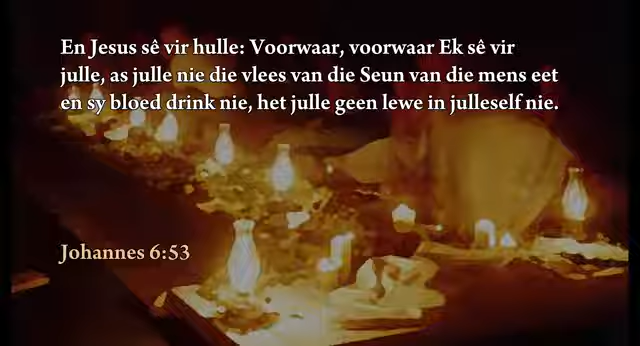 En Jesus sê vir hulle: Voorwaar, voorwaar Ek sê vir
julle, as julle nie die vlees van die Seun van die mens eet
en sy bloed drink nie, het julle geen lewe in julleself nie.
Johannes 6:53